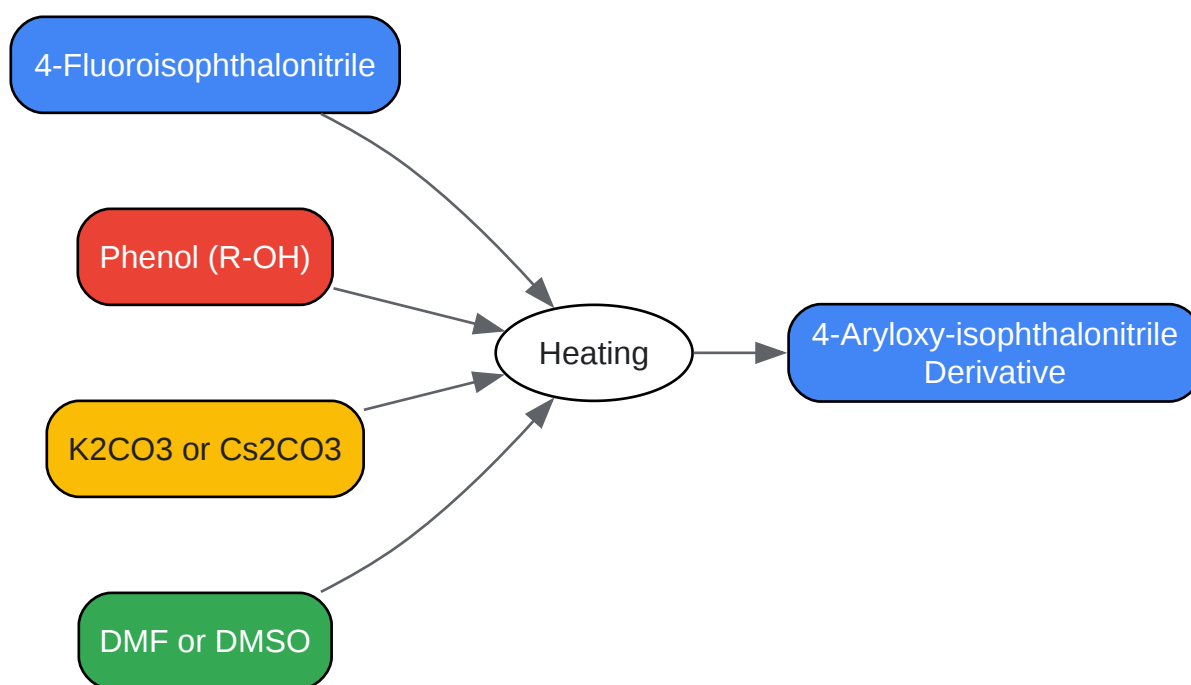 4-Fluoroisophthalonitrile
Phenol (R-OH)
Heating
4-Aryloxy-isophthalonitrile
Derivative
K2CO3 or Cs2CO3
DMF or DMSO